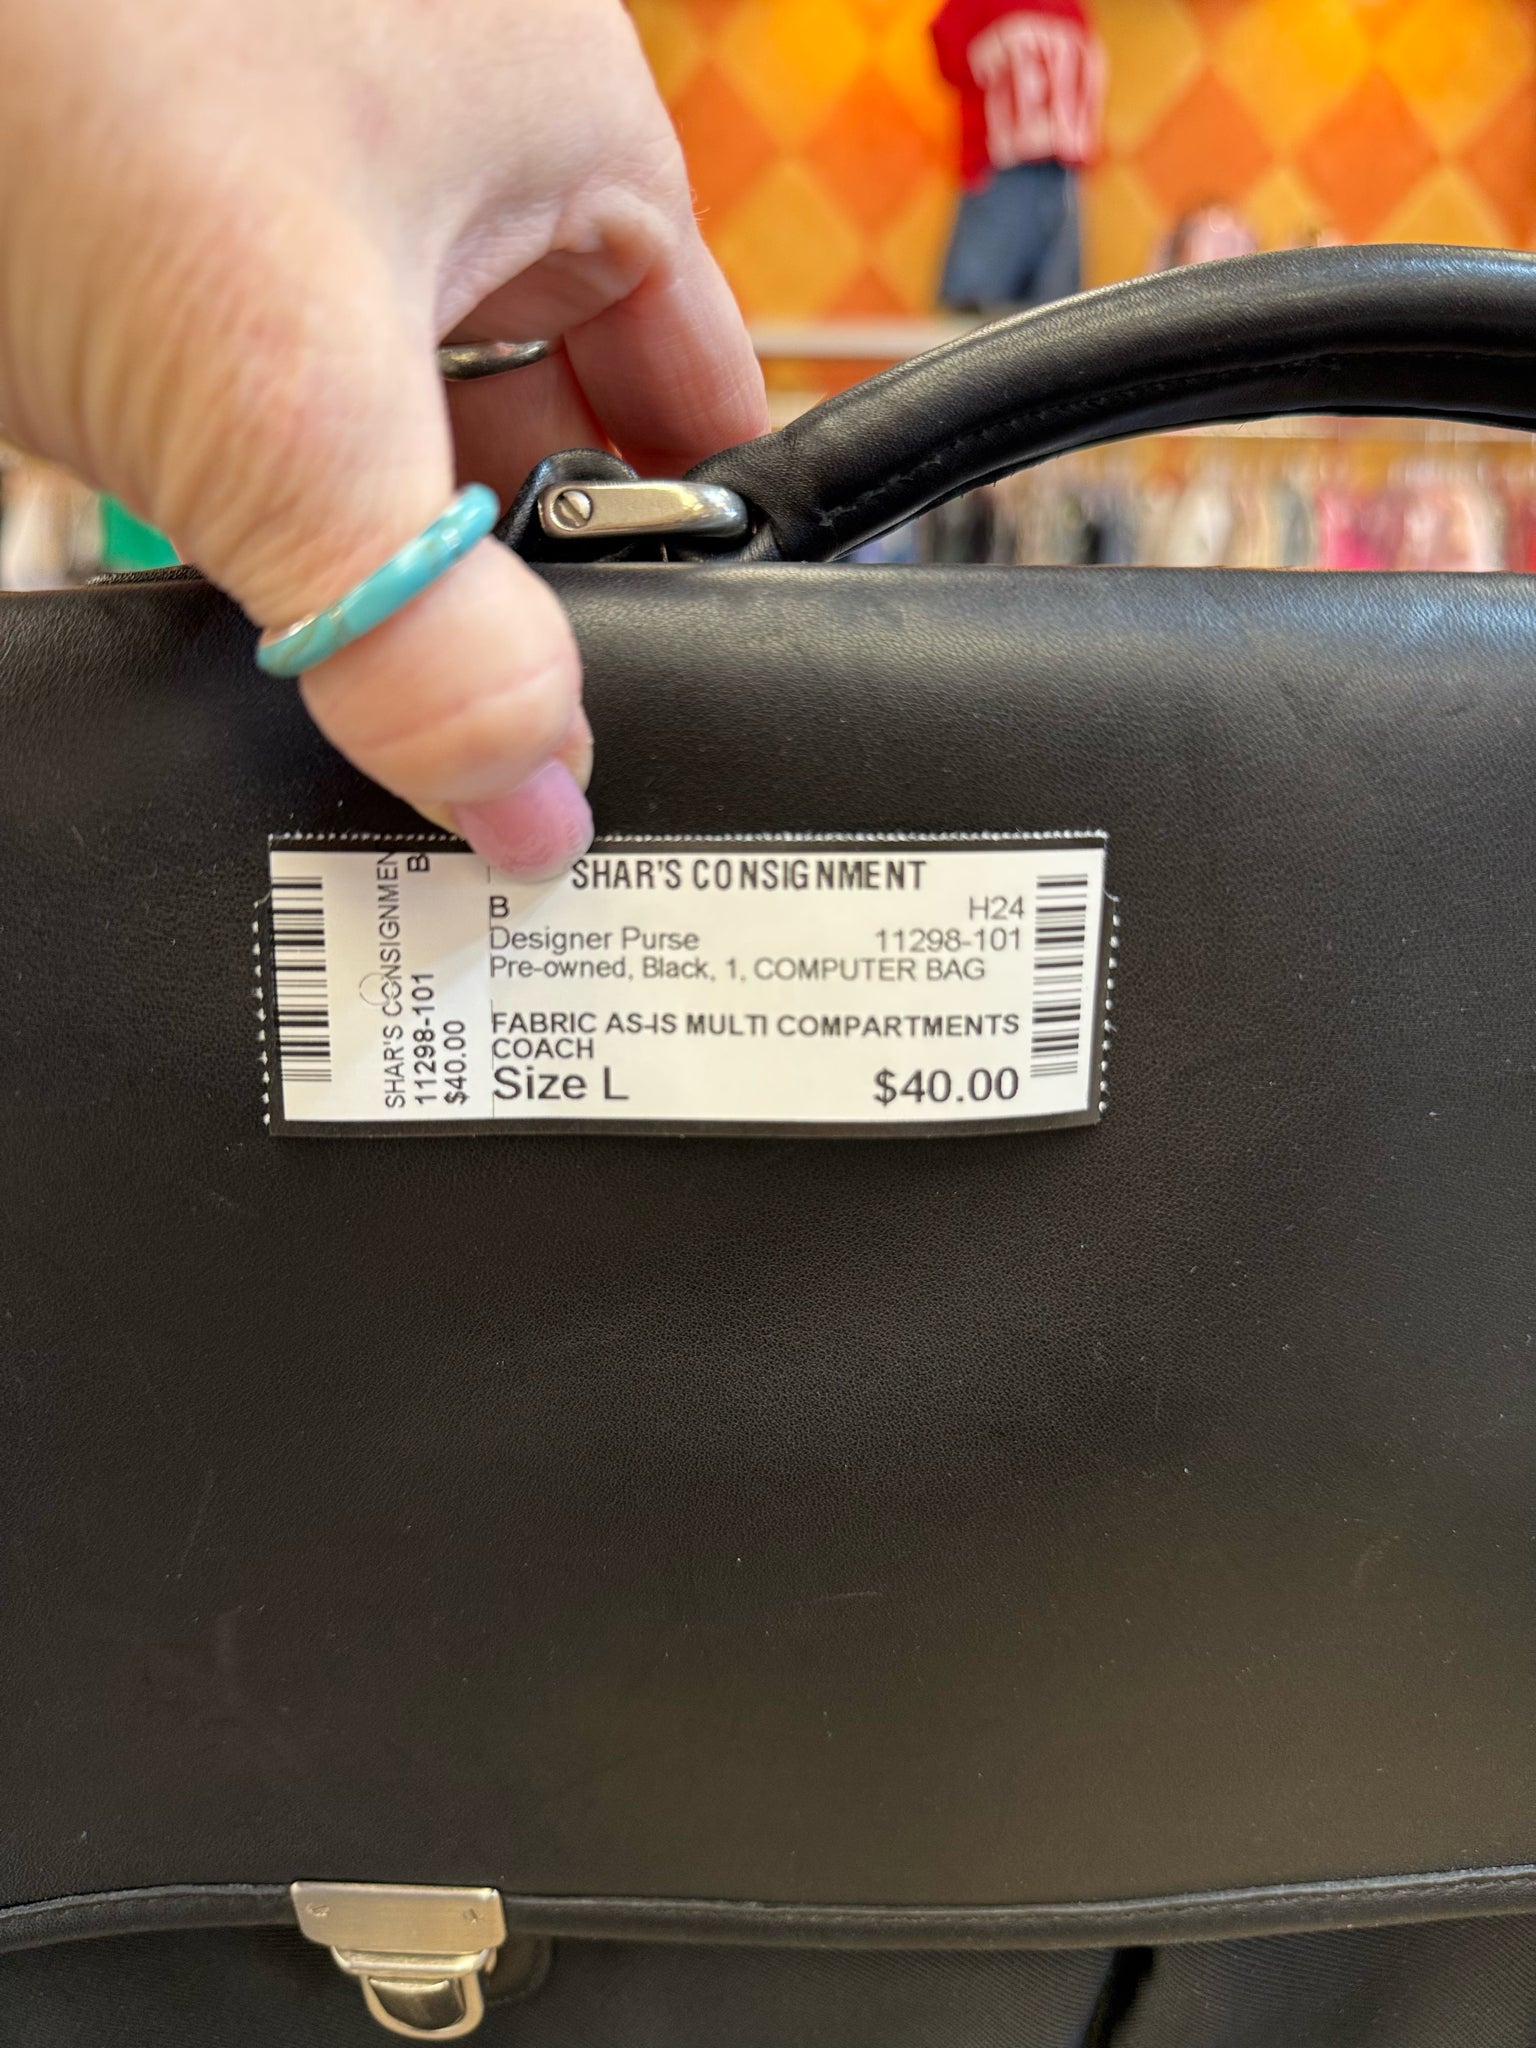 TEXA
SHAR'S CONSIGNMEN
B
11298-101
$40.00
SHAR'S CONSIGNMENT
B H24
Designer Purse 11298-101
Pre-owned, Black, 1, COMPUTER BAG
FABRIC AS-IS MULTI COMPARTMENTS
COACH
Size L $40.00